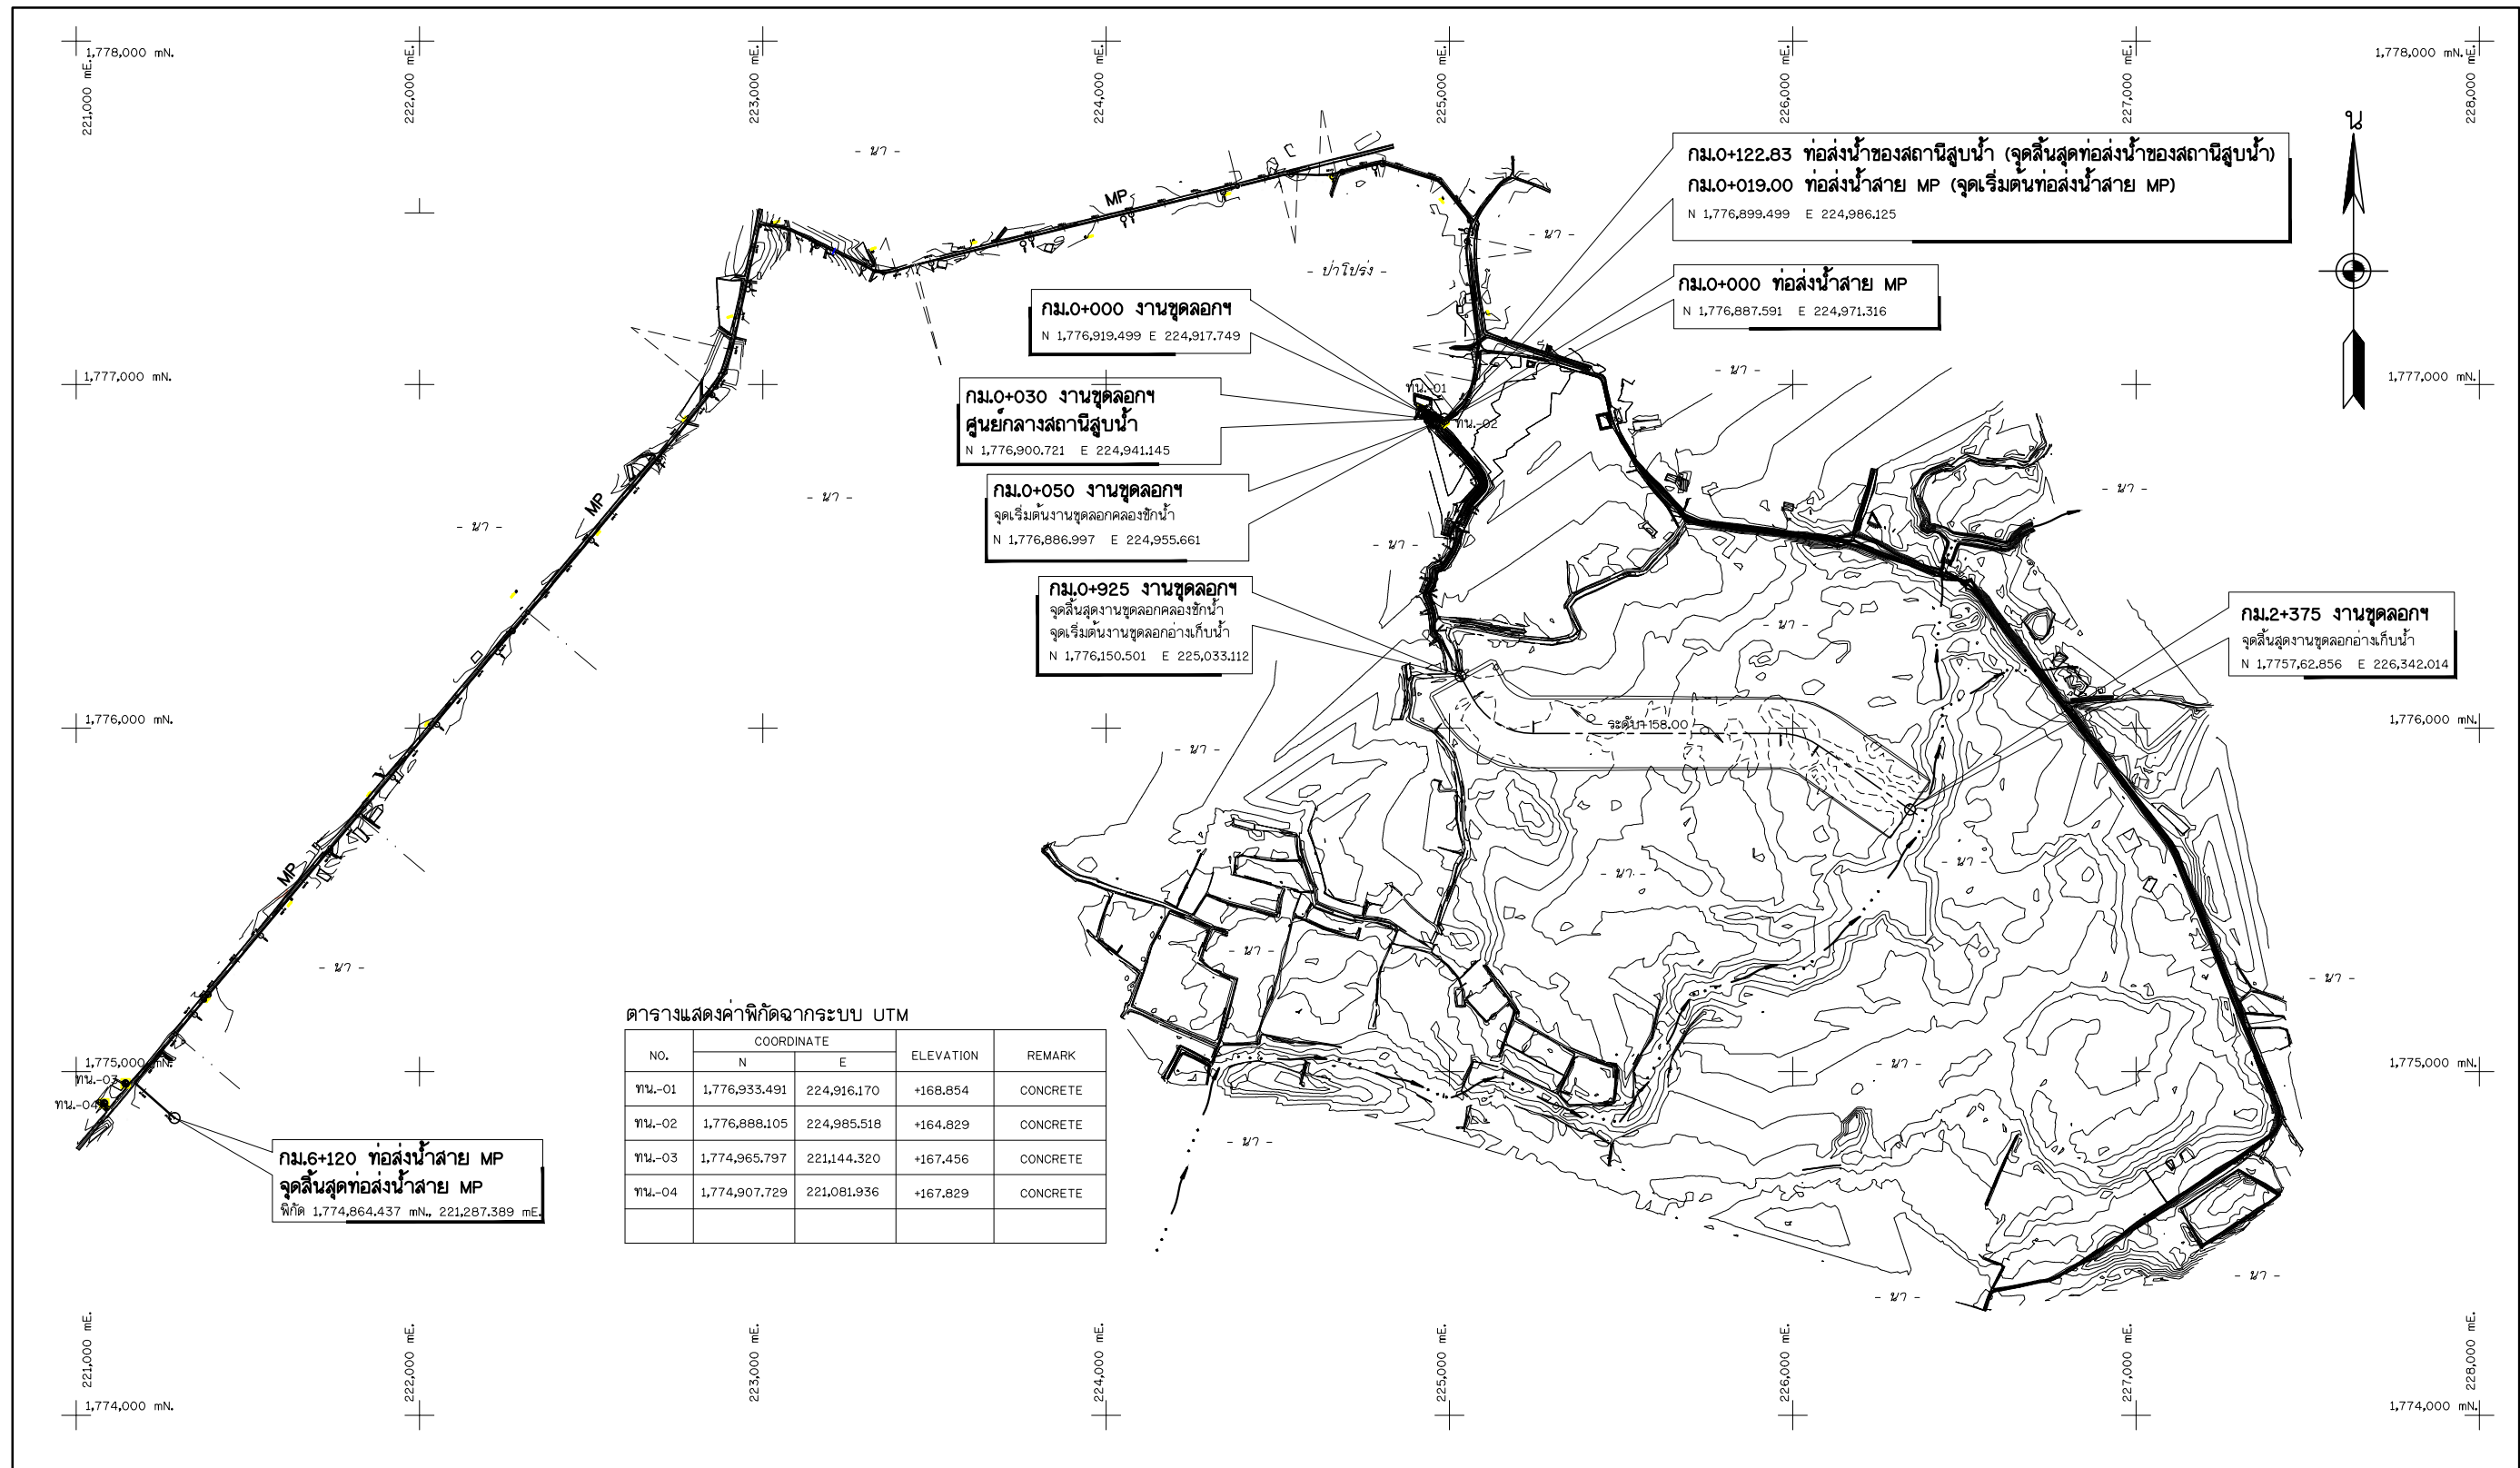 1,778,000 mN.
221,000 mE.
222,000 mE.
223,000 mE.
224,000 mE.
225,000 mE.
226,000 mE.
227,000 mE.
1,778,000 mN.
228,000 mE.
น
- นา -
กม.0+122.83 ท่อส่งน้ำของสถานีสูบน้ำ (จุดสิ้นสุดท่อส่งน้ำของสถานีสูบน้ำ)
กม.0+019.00 ท่อส่งน้ำสาย MP (จุดเริ่มต้นท่อส่งน้ำสาย MP)
N 1,776,899.499 E 224,986.125
MP
- นา -
- ป่าโปร่ง -
กม.0+000 ท่อส่งน้ำสาย MP
N 1,776,887.591 E 224,971.316
กม.0+000 งานขุดลอกฯ
N 1,776,919.499 E 224,917.749
1,777,000 mN.
- นา -
1,777,000 mN.
กม.0+030 งานขุดลอกฯ
ศูนย์กลางสถานีสูบน้ำ
N 1,776,900.721 E 224,941.145
ทน.-01
ทน.-02
กม.0+050 งานขุดลอกฯ
จุดเริ่มต้นงานขุดลอกคลองชักน้ำ
N 1,776,886.997 E 224,955.661
MP
- นา -
- นา -
- นา -
- นา -
กม.0+925 งานขุดลอกฯ
จุดสิ้นสุดงานขุดลอกคลองชักน้ำ
จุดเริ่มต้นงานขุดลอกอ่างเก็บน้ำ
N 1,776,150.501 E 225,033.112
- นา -
กม.2+375 งานขุดลอกฯ
จุดสิ้นสุดงานขุดลอกอ่างเก็บน้ำ
N 1,7757,62.856 E 226,342.014
1,776,000 mN.
- นา -
ระดับ+158.00
1,776,000 mN.
MP
- นา -
- นา -
- นา -
- นา -
- นา -
ตารางแสดงค่าพิกัดฉากระบบ UTM
NO. COORDINATE ELEVATION REMARK
N E
ทน.-01 1,776,933.491 224,916.170 +168.854 CONCRETE
ทน.-02 1,776,888.105 224,985.518 +164.829 CONCRETE
ทน.-03 1,774,965.797 221,144.320 +167.456 CONCRETE
ทน.-04 1,774,907.729 221,081.936 +167.829 CONCRETE
1,775,000 mN.
- นา -
1,775,000 mN.
ทน.-03
ทน.-04
- นา -
กม.6+120 ท่อส่งน้ำสาย MP
จุดสิ้นสุดท่อส่งน้ำสาย MP
พิกัด 1,774,864.437 mN., 221,287.389 mE.
- นา -
- นา -
221,000 mE.
222,000 mE.
223,000 mE.
224,000 mE.
225,000 mE.
226,000 mE.
227,000 mE.
228,000 mE.
1,774,000 mN.
1,774,000 mN.